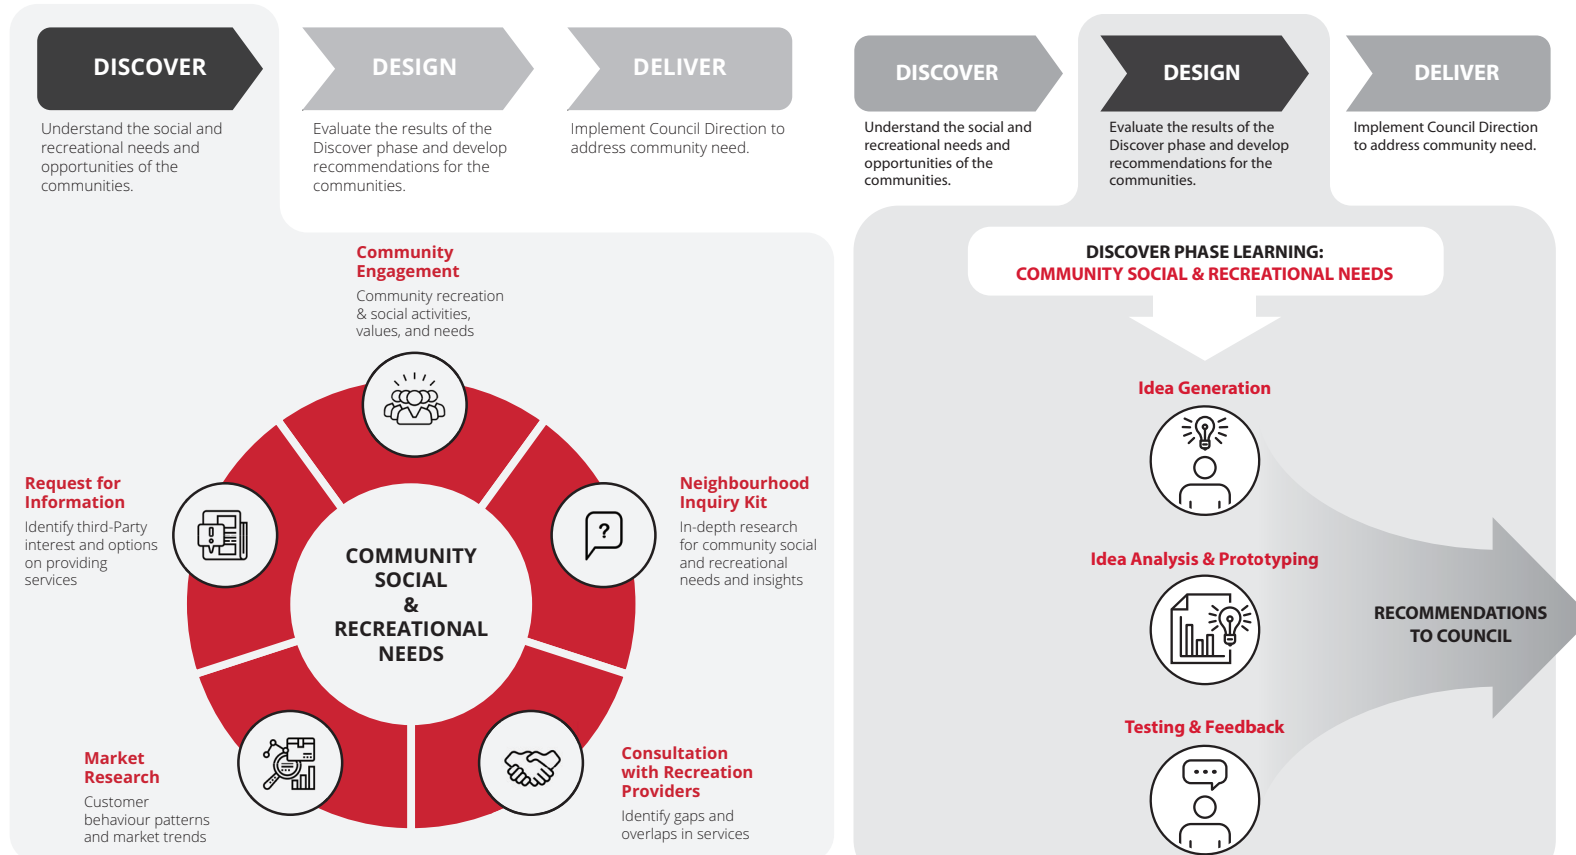 DISCOVER
Understand the social and
recreational needs and
opportunities of the
communities.
DESIGN
Evaluate the results of the
Discover phase and develop
recommendations for the
communities.
DELIVER
Implement Council Direction to
address community need.
Community
Engagement
Community recreation
& social activities,
values, and needs
Request for
Information
Identify third-Party
interest and options
on providing
services
Neighbourhood
Inquiry Kit
In-depth research
for community social
and recreational
needs and insights
COMMUNITY
SOCIAL
&
RECREATIONAL
NEEDS
Market
Research
Customer
behaviour patterns
and market trends
Consultation
with Recreation
Providers
Identify gaps and
overlaps in services
DISCOVER
Understand the social and
recreational needs and
opportunities of the
communities.
DESIGN
Evaluate the results of the
Discover phase and develop
recommendations for the
communities.
DELIVER
Implement Council Direction
to address community need.
DISCOVER PHASE LEARNING:
COMMUNITY SOCIAL & RECREATIONAL NEEDS
Idea Generation
Idea Analysis & Prototyping
Testing & Feedback
RECOMMENDATIONS
TO COUNCIL